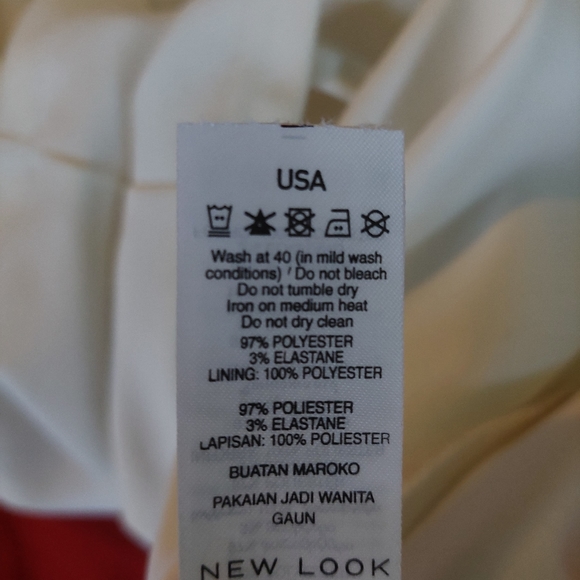 USA
Wash at 40 (in mild wash
conditions) / Do not bleach
Do not tumble dry
Iron on medium heat
Do not dry clean
97% POLYESTER
3% ELASTANE
LINING: 100% POLYESTER
97% POLIESTER
3% ELASTANE
LAPISAN: 100% POLIESTER
BUATAN MAROKO
PAKAIAN JADI WANITA
GAUN
NEW LOOK